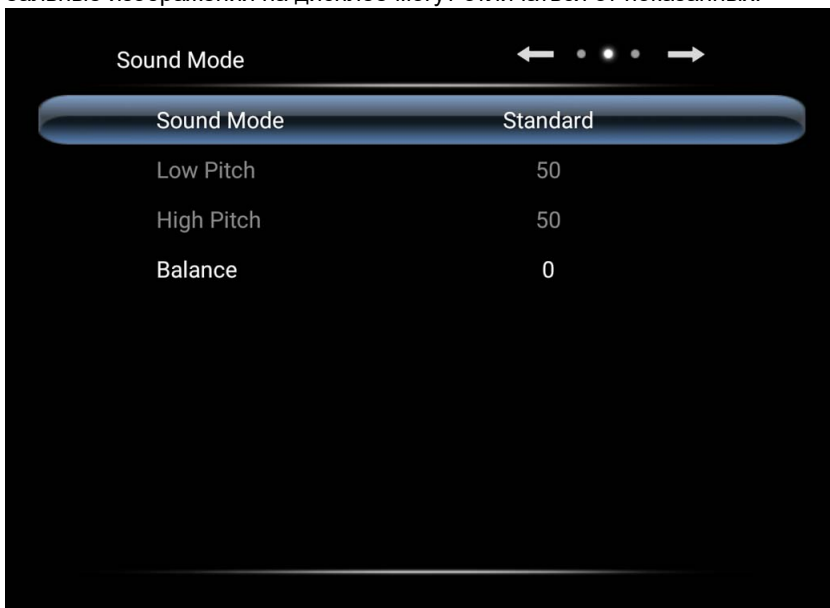 Sound Mode
Sound Mode Standard
Low Pitch 50
High Pitch 50
Balance 0